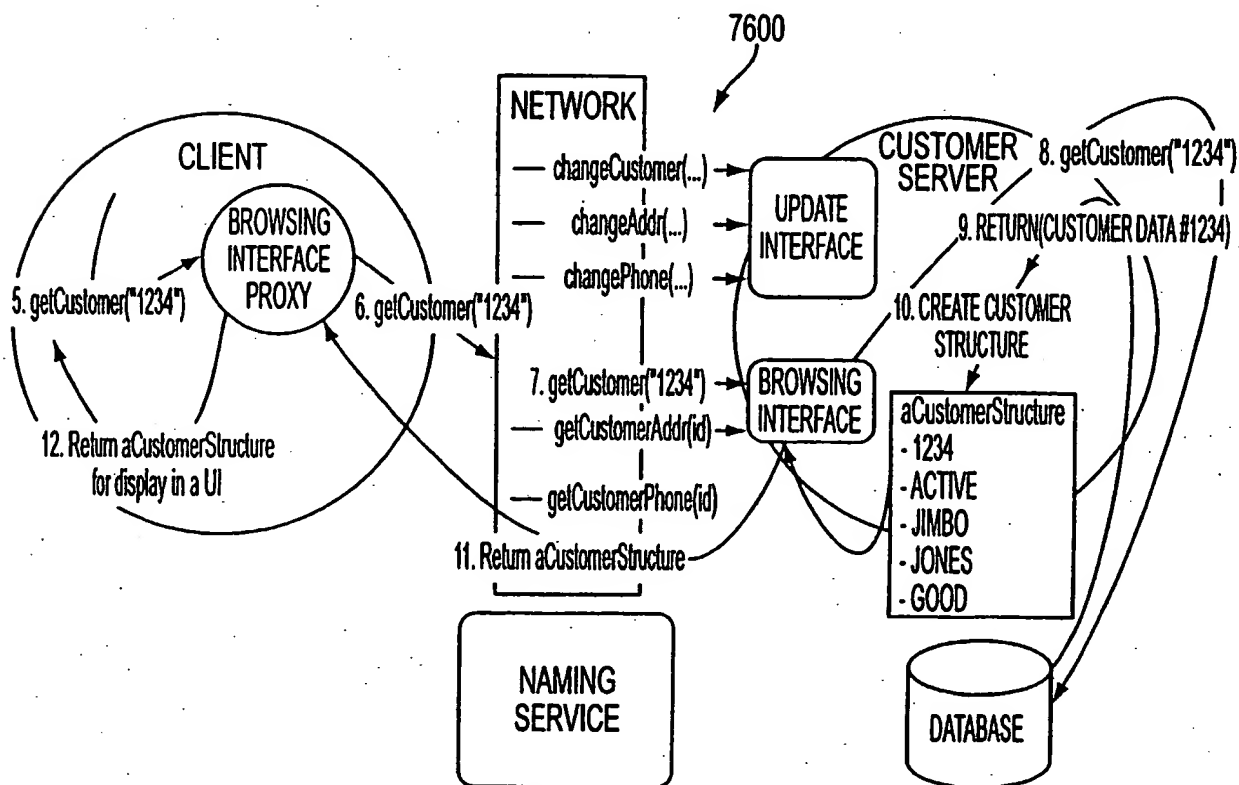 7600
NETWORK
CLIENT
BROWSING
INTERFACE
PROXY
5. getCustomer("1234")
6. getCustomer("1234")
12. Return aCustomerStructure
for display in a UI
changeCustomer(...)
changeAddr(...)
changePhone(...)
7. getCustomer("1234")
getCustomerAddr(id)
getCustomerPhone(id)
11. Return aCustomerStructure
NAMING
SERVICE
UPDATE
INTERFACE
BROWSING
INTERFACE
CUSTOMER
SERVER
8. getCustomer("1234")
9. RETURN(CUSTOMER DATA #1234)
10. CREATE CUSTOMER
STRUCTURE
aCustomerStructure
- 1234
- ACTIVE
- JIMBO
- JONES
- GOOD
DATABASE